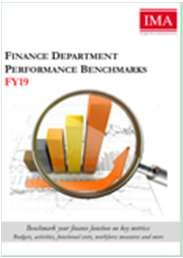 IMA
FINANCE DEPARTMENT
PERFORMANCE BENCHMARKS
FY19
Benchmark your finance function on key metrics
Budgets, activities, functional costs, workforce measures and more